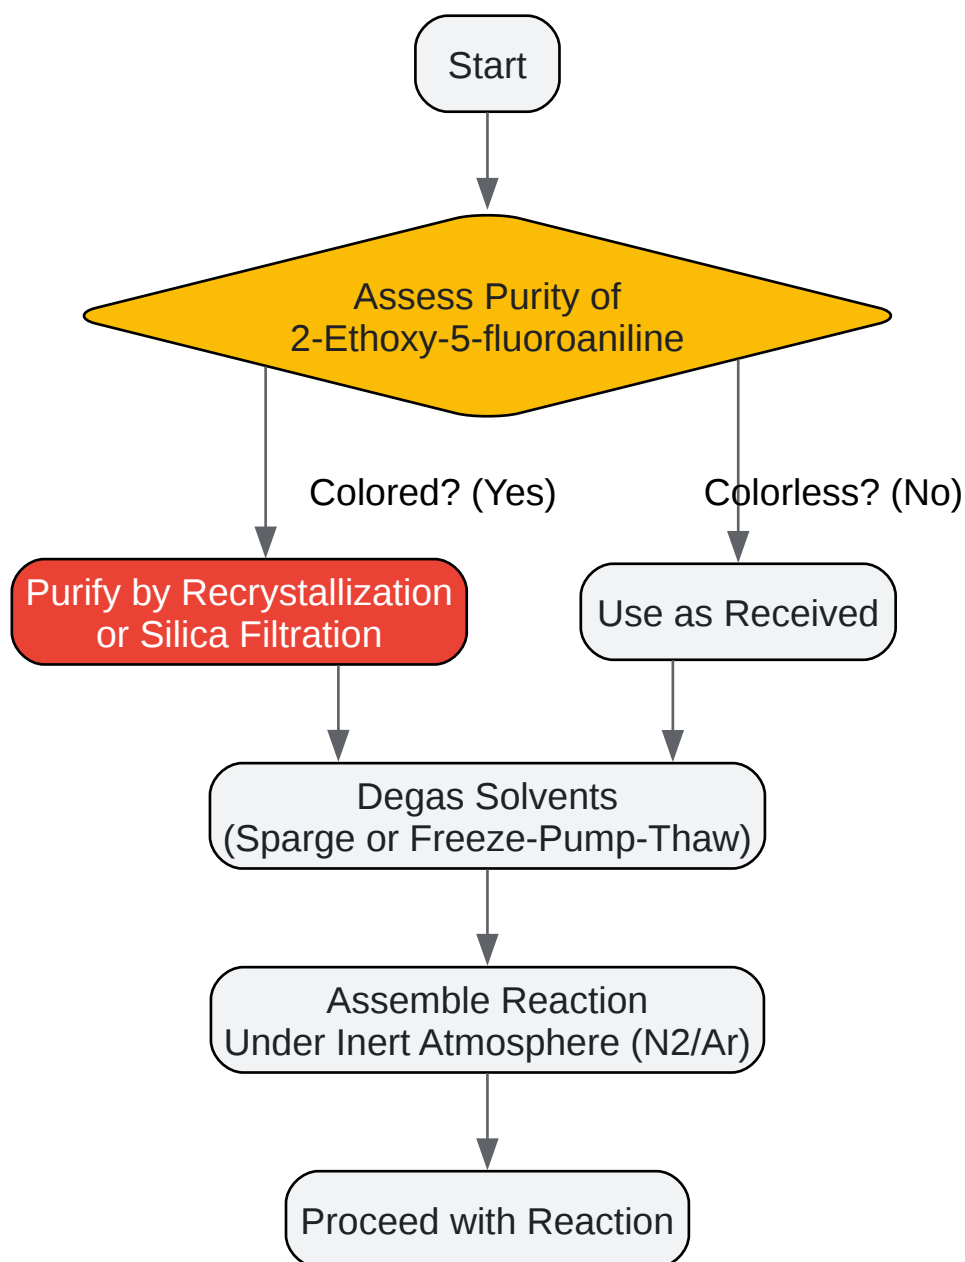 Start
Assess Purity of
2-Ethoxy-5-fluoroaniline
Colored? (Yes)
Colorless? (No)
Purify by Recrystallization
or Silica Filtration
Use as Received
Degas Solvents
(Sparge or Freeze-Pump-Thaw)
Assemble Reaction
Under Inert Atmosphere (N2/Ar)
Proceed with Reaction